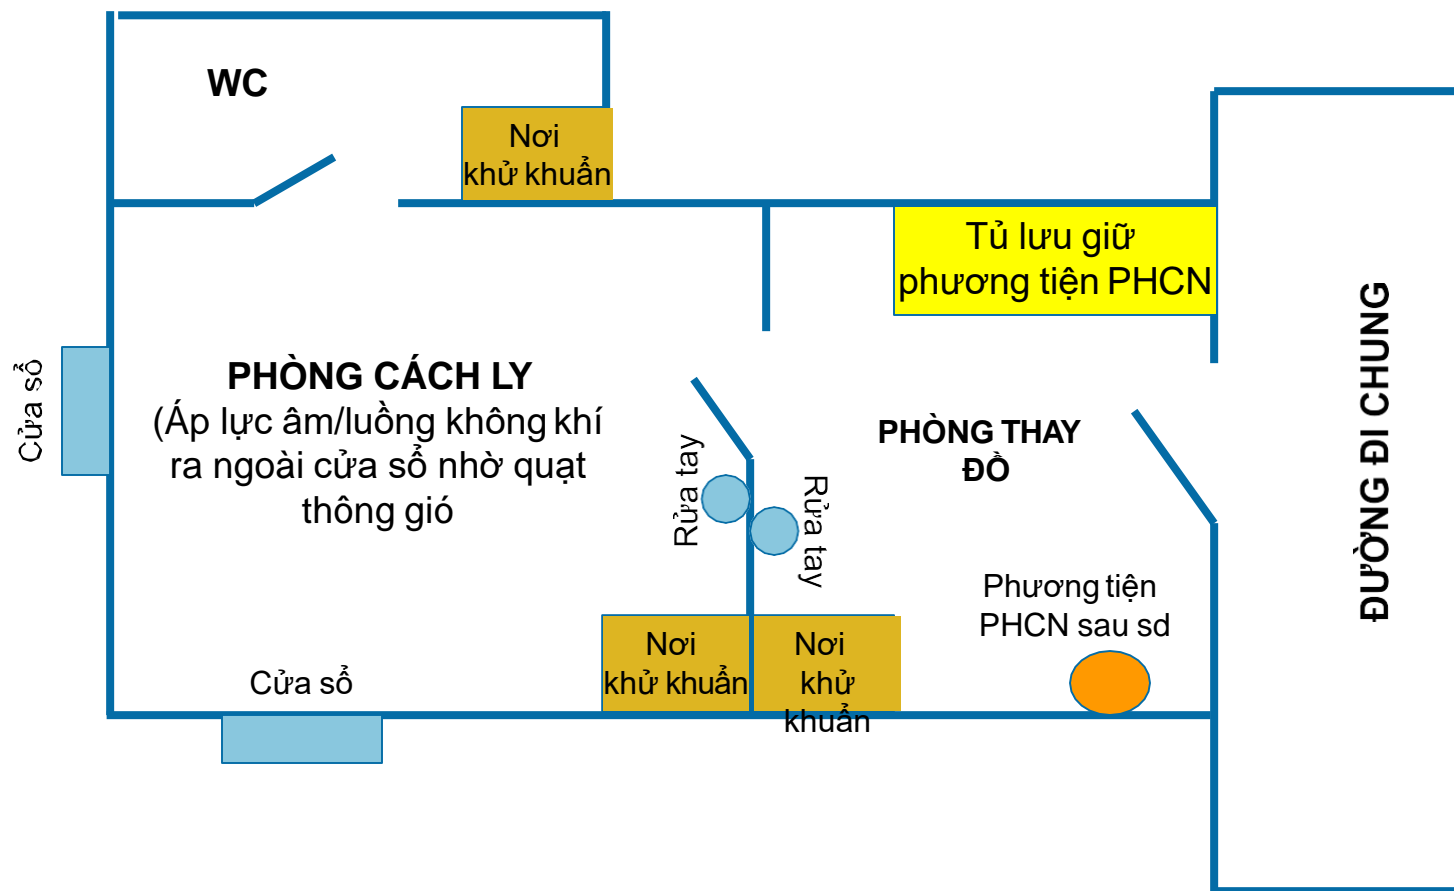 WC
Nơi
khử khuẩn
Tủ lưu giữ
phương tiện PHCN
Cửa sổ
PHÒNG CÁCH LY
(Áp lực âm/luồng không khí
ra ngoài cửa sổ nhờ quạt
thông gió
Rửa tay
Rửa tay
PHÒNG THAY
ĐỒ
ĐƯỜNG ĐI CHUNG
Phương tiện
PHCN sau sd
Cửa sổ
Nơi
khử khuẩn
Nơi
khử
khuẩn